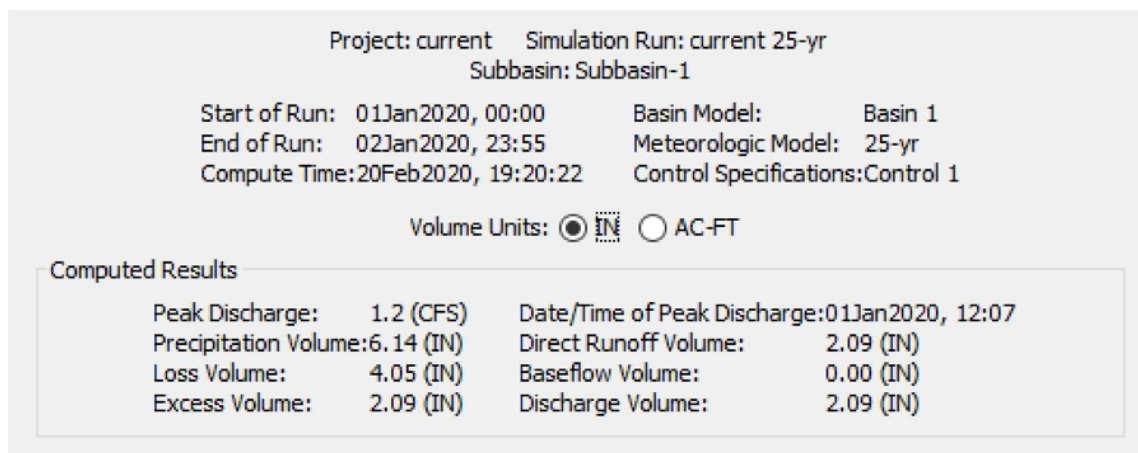 Project: current Simulation Run: current 25-yr
Subbasin: Subbasin-1
Start of Run: 01Jan2020, 00:00 Basin Model: Basin 1
End of Run: 02Jan2020, 23:55 Meteorologic Model: 25-yr
Compute Time:20Feb2020, 19:20:22 Control Specifications:Control 1
Volume Units: IN AC-FT
Computed Results
Peak Discharge: 1.2 (CFS) Date/Time of Peak Discharge:01Jan2020, 12:07
Precipitation Volume:6.14 (IN) Direct Runoff Volume: 2.09 (IN)
Loss Volume: 4.05 (IN) Baseflow Volume: 0.00 (IN)
Excess Volume: 2.09 (IN) Discharge Volume: 2.09 (IN)